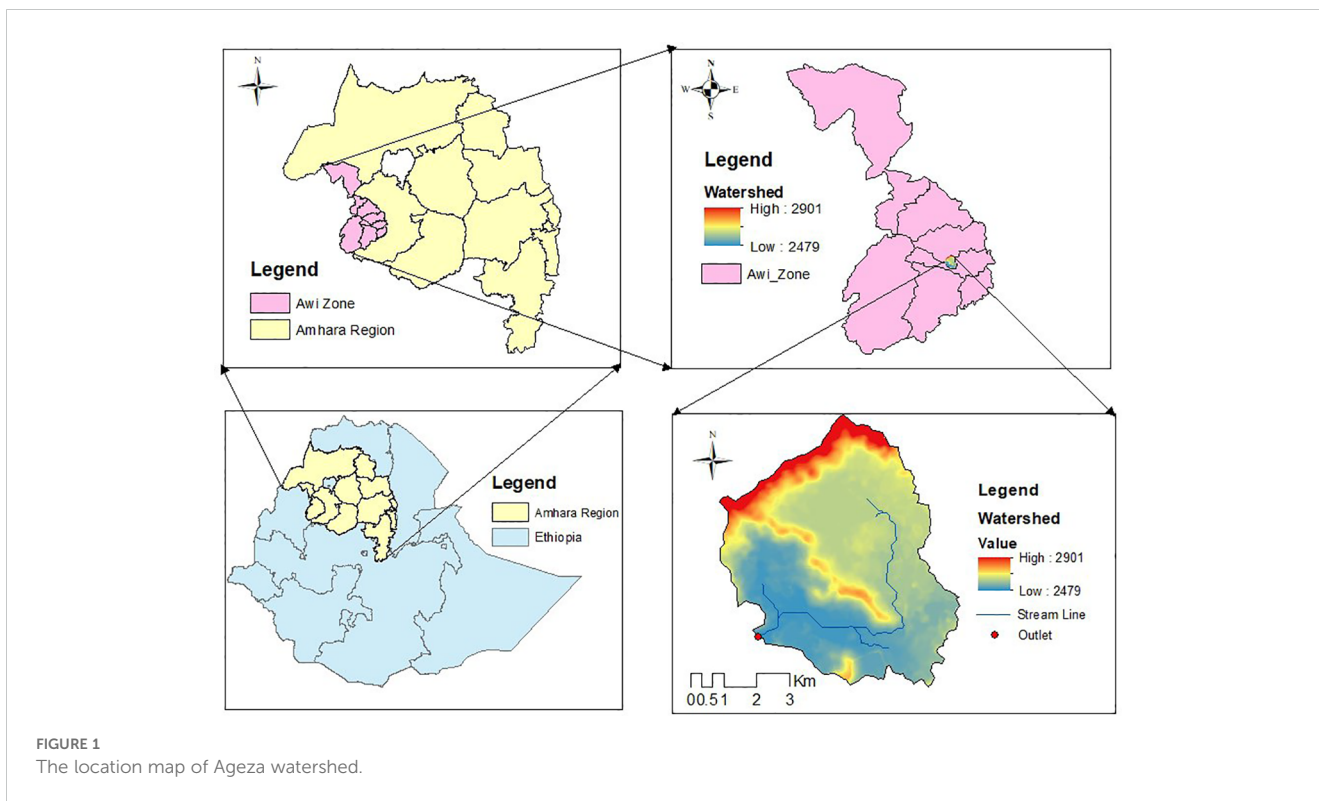 N
Legend
Awi Zone
Amhara Region
N
W
E
S
Legend
Watershed
High : 2901
Low : 2479
Awi_Zone
Legend
Amhara Region
Ethiopia
N
Legend
Watershed
Value
High : 2901
Low : 2479
Stream Line
Outlet
Km
00.51 2 3
FIGURE 1
The location map of Ageza watershed.